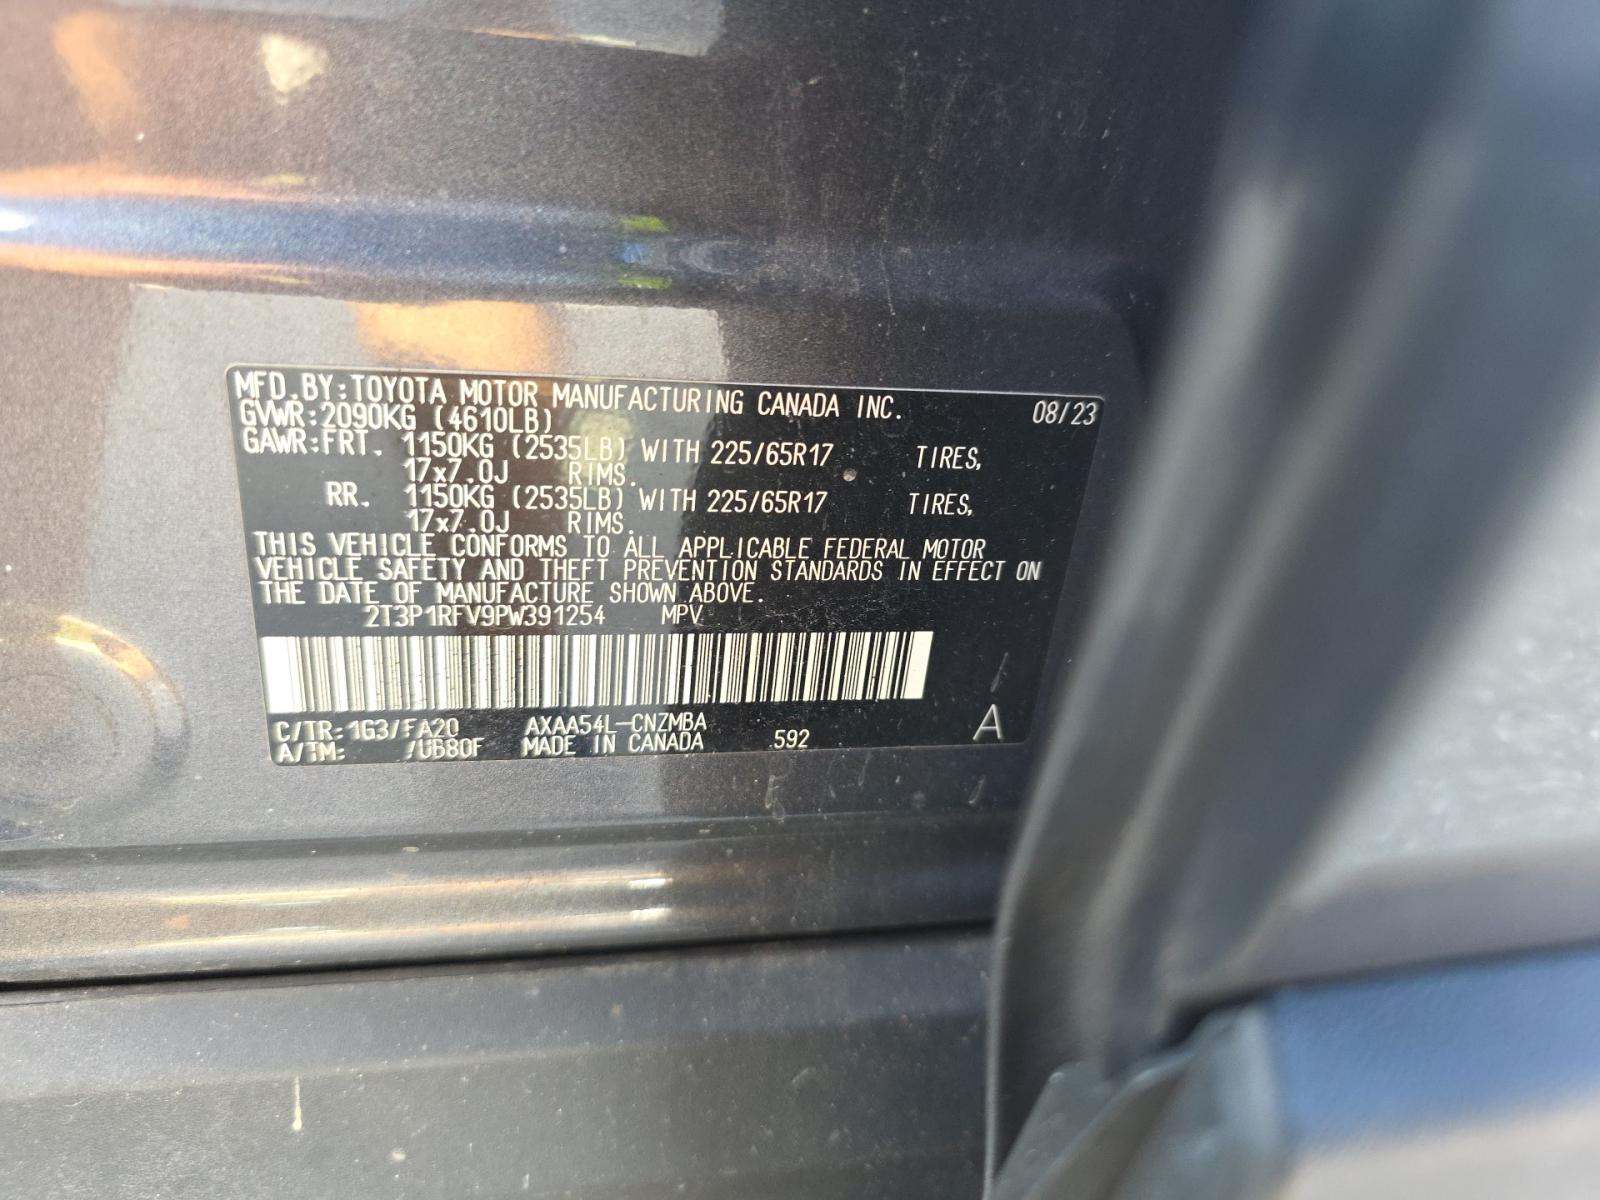 MFD.BY:TOYOTA MOTOR MANUFACTURING CANADA INC. 08/23
GVWR:2090KG (4610LB)
GAWR:FRT. 1150KG (2535LB) WITH 225/65R17 TIRES,
17x7.0J RIMS.
RR. 1150KG (2535LB) WITH 225/65R17 TIRES,
17x7.0J RIMS.
THIS VEHICLE CONFORMS TO ALL APPLICABLE FEDERAL MOTOR
VEHICLE SAFETY AND THEFT PREVENTION STANDARDS IN EFFECT ON
THE DATE OF MANUFACTURE SHOWN ABOVE.
2T3P1RFV9PW391254 MPV
C/TR:1G3/FA20 AXAA54L-CNZMBA
A/TM: /UB80F MADE IN CANADA 592 A